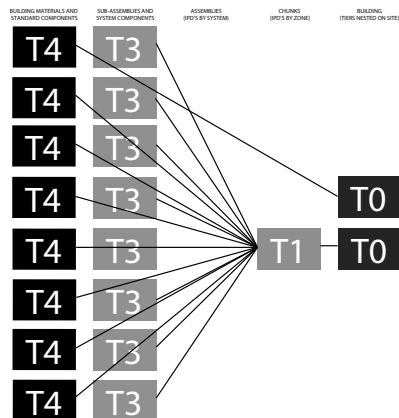 BUILDING MATERIALS AND
STANDARD COMPONENTS
SUB-ASSEMBLIES AND
SYSTEM COMPONENTS
ASSEMBLIES
(IPD'S BY SYSTEM)
CHUNKS
(IPD'S BY ZONE)
BUILDING
(TIERS NESTED ON SITE)
T4 T3
T4 T3
T4 T3
T4 T3 T0
T4 T3 T1 T0
T4 T3
T4 T3
T4 T3